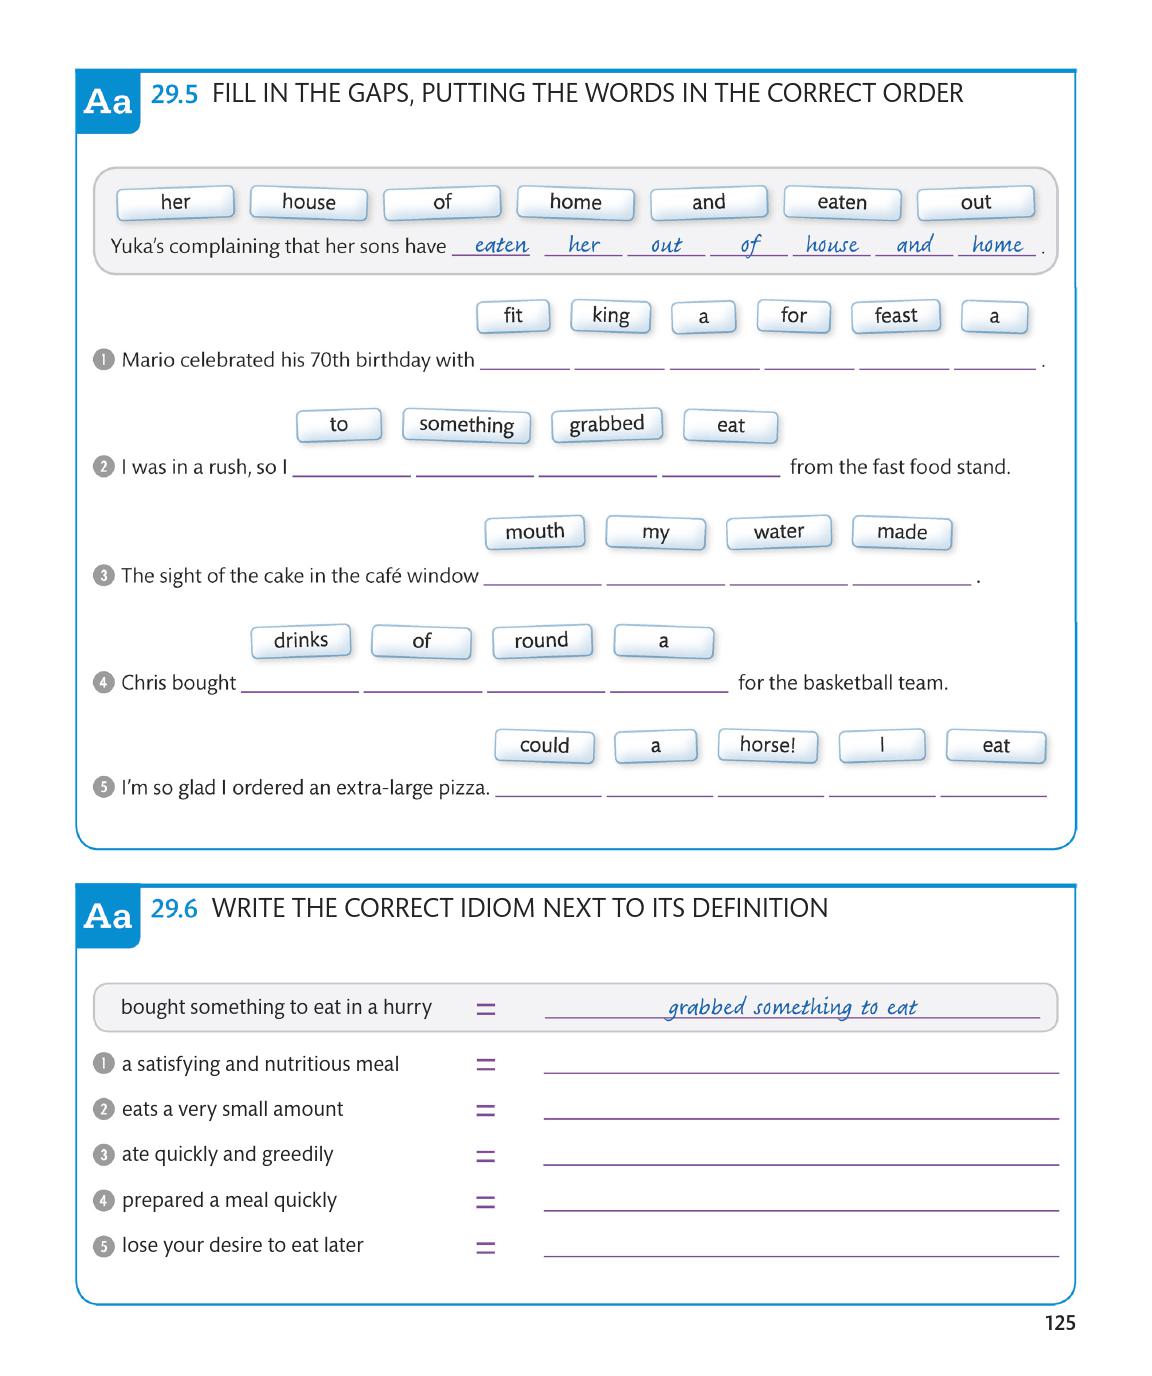 Aa 29.5 FILL IN THE GAPS, PUTTING THE WORDS IN THE CORRECT ORDER
her house of home and eaten out
Yuka's complaining that her sons have eaten her out of house and home .
fit king a for feast a
1 Mario celebrated his 70th birthday with ______ ______ ______ ______ ______ ______ .
to something grabbed eat
2 I was in a rush, so I ______ ______ ______ ______ from the fast food stand.
mouth my water made
3 The sight of the cake in the café window ______ ______ ______ ______ .
drinks of round a
4 Chris bought ______ ______ ______ ______ for the basketball team.
could a horse! I eat
5 I'm so glad I ordered an extra-large pizza. ______ ______ ______ ______ ______
Aa 29.6 WRITE THE CORRECT IDIOM NEXT TO ITS DEFINITION
bought something to eat in a hurry = grabbed something to eat
1 a satisfying and nutritious meal = ______
2 eats a very small amount = ______
3 ate quickly and greedily = ______
4 prepared a meal quickly = ______
5 lose your desire to eat later = ______
125